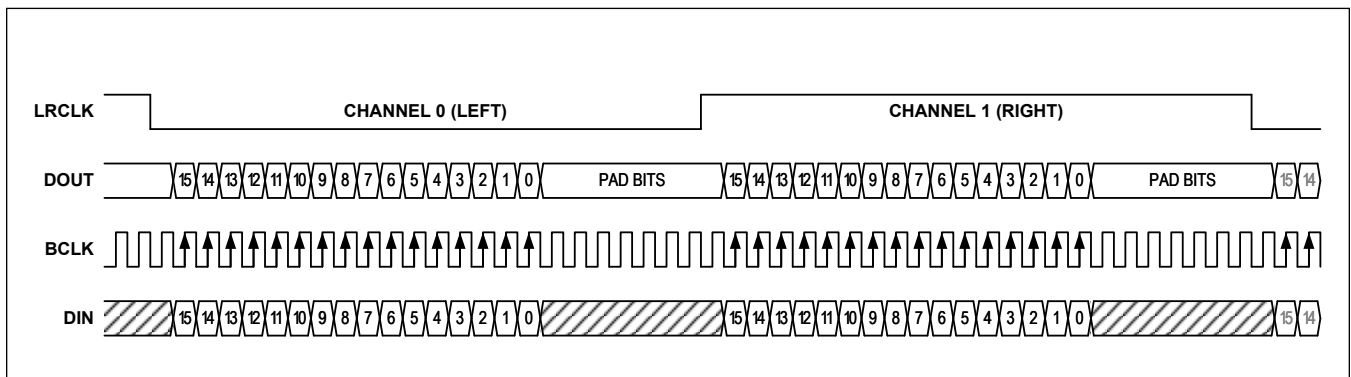 LRCLK CHANNEL 0 (LEFT) CHANNEL 1 (RIGHT)
DOUT 15 14 13 12 11 10 9 8 7 6 5 4 3 2 1 0 PAD BITS 15 14 13 12 11 10 9 8 7 6 5 4 3 2 1 0 PAD BITS 15 14
BCLK
DIN 15 14 13 12 11 10 9 8 7 6 5 4 3 2 1 0 15 14 13 12 11 10 9 8 7 6 5 4 3 2 1 0 15 14